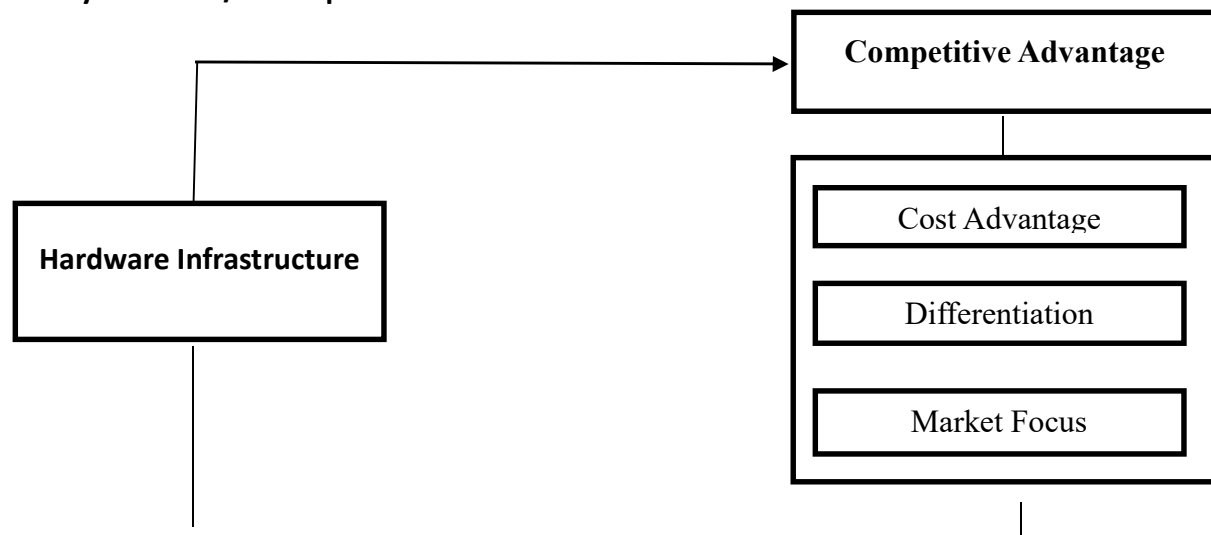 Competitive Advantage
Cost Advantage
Hardware Infrastructure
Differentiation
Market Focus